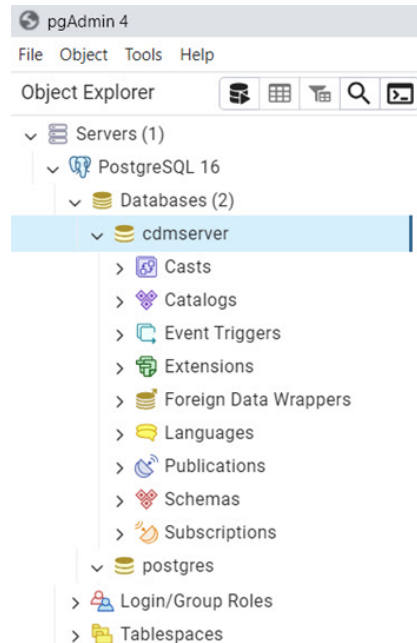 pgAdmin 4
File Object Tools Help
Object Explorer
Servers (1)
PostgreSQL 16
Databases (2)
cdmserver
Casts
Catalogs
Event Triggers
Extensions
Foreign Data Wrappers
Languages
Publications
Schemas
Subscriptions
postgres
Login/Group Roles
Tablespaces